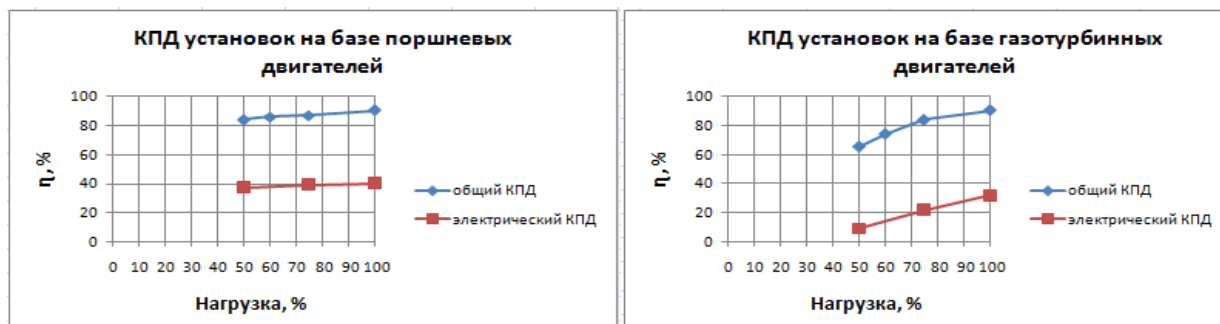 КПД установок на базе поршневых
двигателей
100
80
60
40
20
0
η, %
0 10 20 30 40 50 60 70 80 90 100
Нагрузка, %
общий КПД
электрический КПД
КПД установок на базе газотурбинных
двигателей
100
80
60
40
20
0
η, %
0 10 20 30 40 50 60 70 80 90 100
Нагрузка, %
общий КПД
электрический КПД